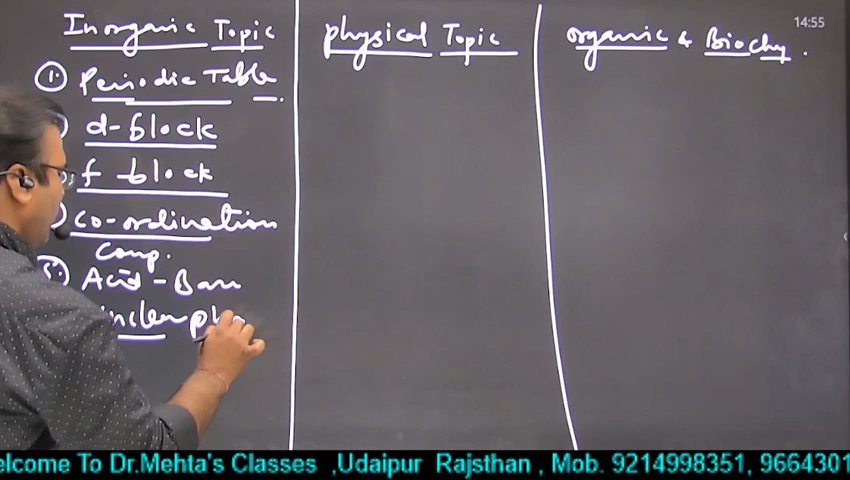 14:55
Inorganic Topic
physical Topic
organic & Biochy.
1. Periodic Table.
d-block
f-block
co-ordination
Comp.
5. Acid-Base
elcome To Dr.Mehta's Classes ,Udaipur Rajsthan , Mob. 9214998351, 9664301